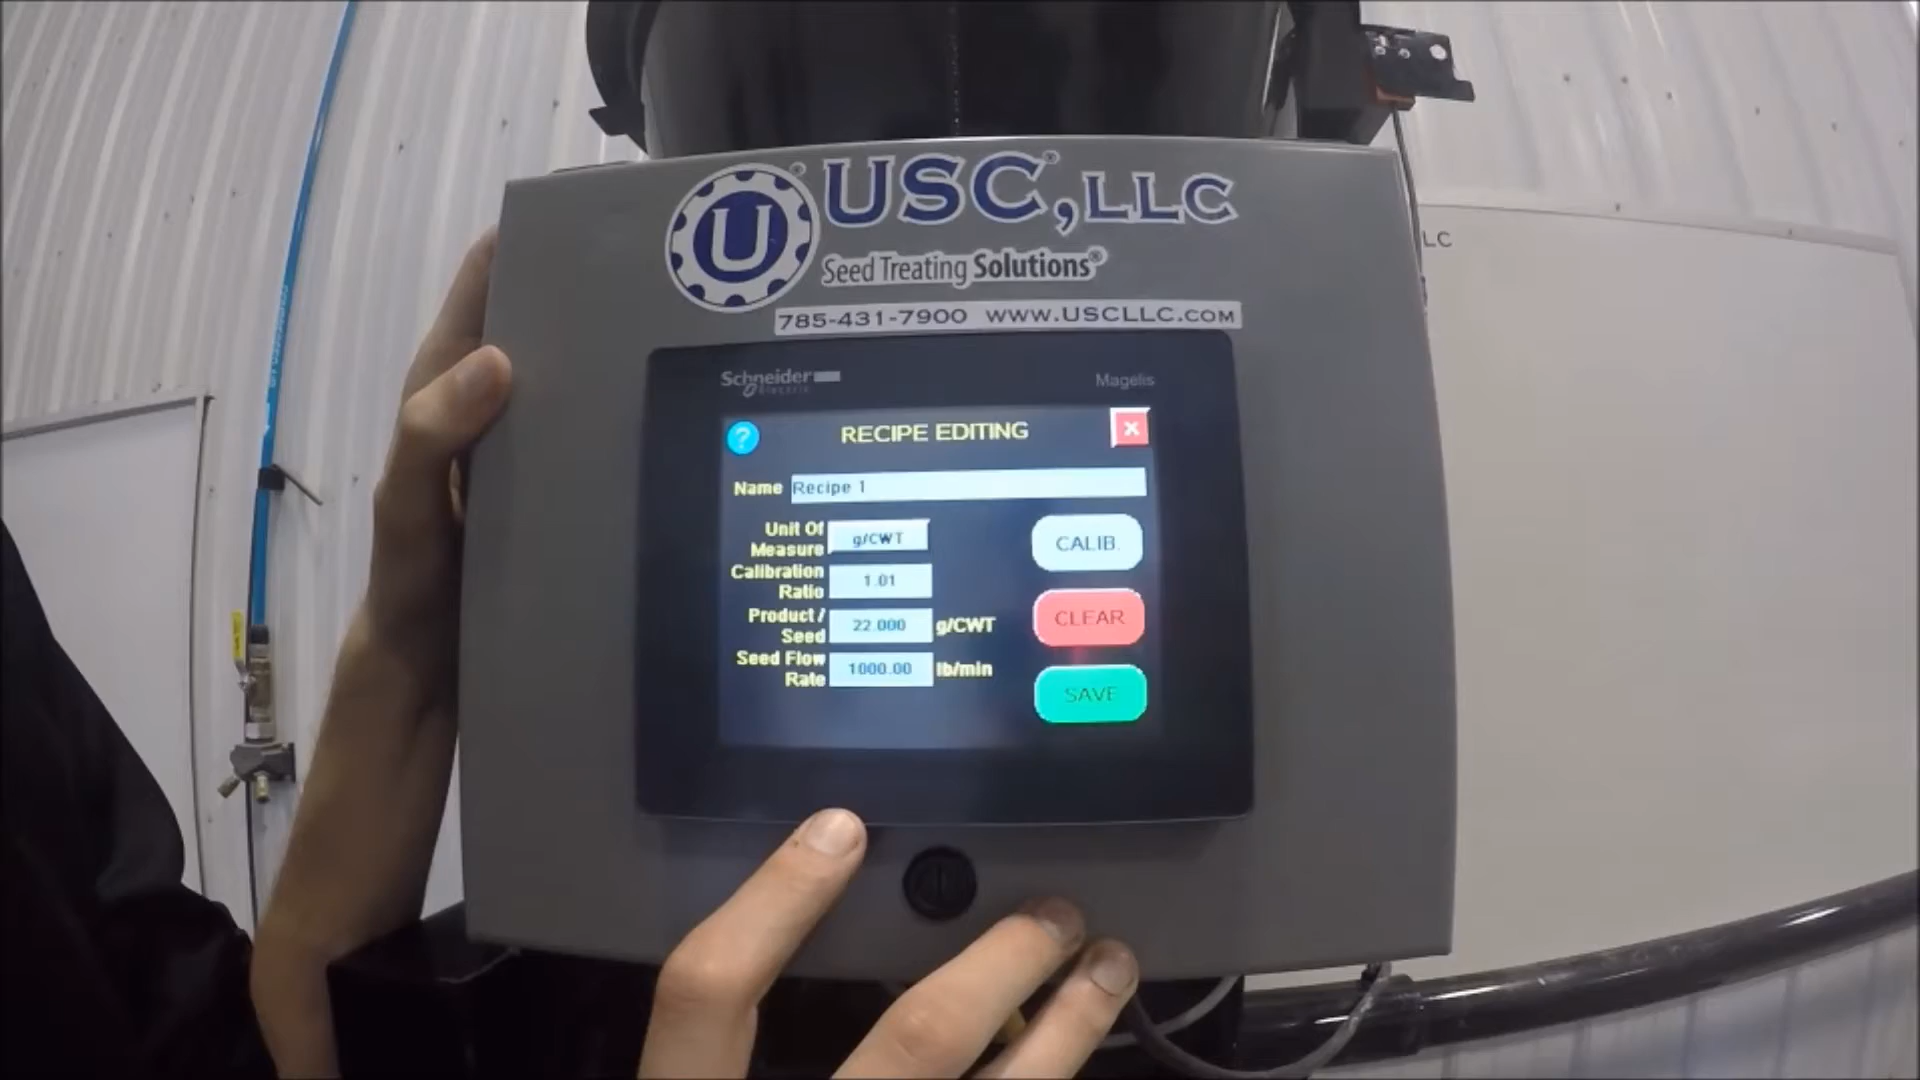 U
USC, LLC
Seed Treating Solutions®
785-431-7900 WWW.USCLLC.COM
LC
Schneider
Electric
Magelis
?
RECIPE EDITING
X
Name Recipe 1
Unit Of Measure g/CWT
CALIB.
Calibration Ratio 1.01
Product / Seed 22.000 g/CWT
CLEAR
Seed Flow Rate 1000.00 lb/min
SAVE